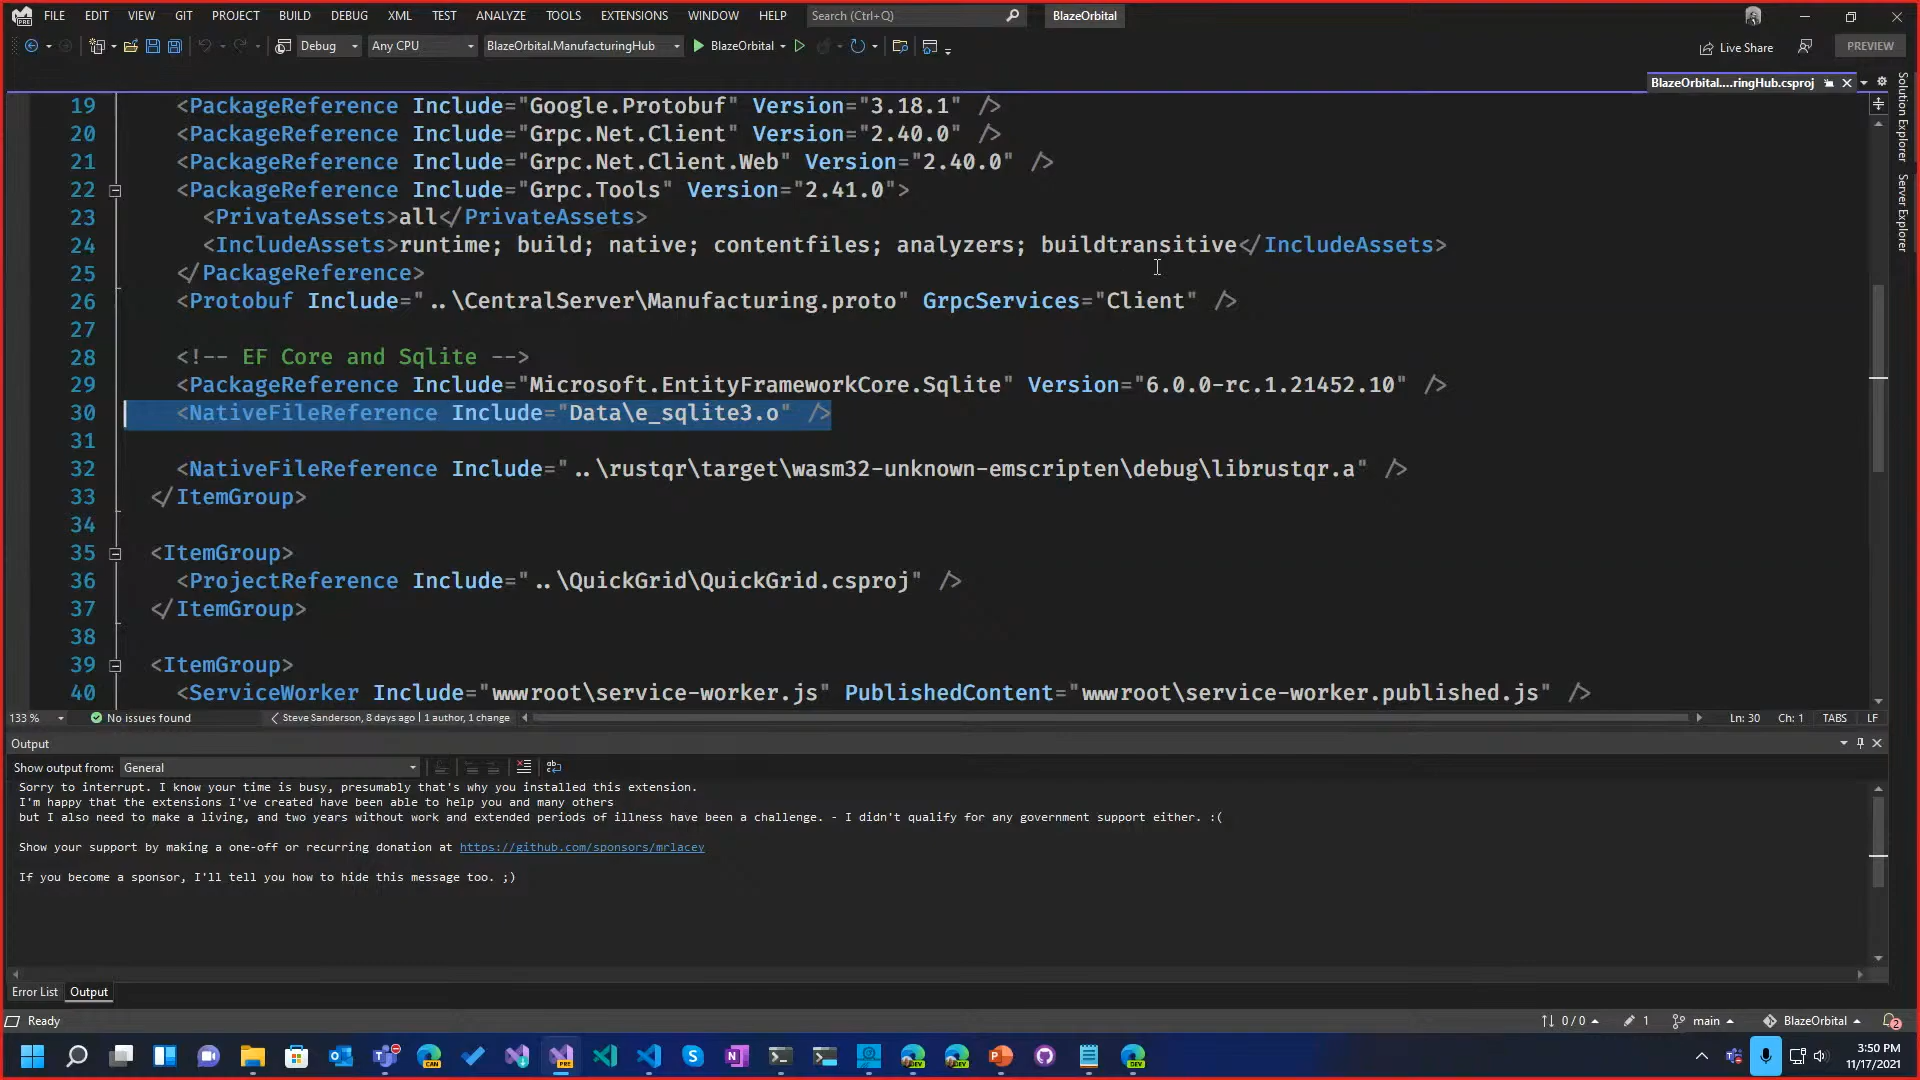 FILE EDIT VIEW GIT PROJECT BUILD DEBUG XML TEST ANALYZE TOOLS EXTENSIONS WINDOW HELP Search (Ctrl+Q) BlazeOrbital
Debug Any CPU BlazeOrbital.ManufacturingHub BlazeOrbital Live Share PREVIEW
BlazeOrbital....ringHub.csproj
Solution Explorer
Server Explorer
19 <PackageReference Include="Google.Protobuf" Version="3.18.1" />
20 <PackageReference Include="Grpc.Net.Client" Version="2.40.0" />
21 <PackageReference Include="Grpc.Net.Client.Web" Version="2.40.0" />
22 <PackageReference Include="Grpc.Tools" Version="2.41.0">
23 <PrivateAssets>all</PrivateAssets>
24 <IncludeAssets>runtime; build; native; contentfiles; analyzers; buildtransitive</IncludeAssets>
25 </PackageReference>
26 <Protobuf Include="..\CentralServer\Manufacturing.proto" GrpcServices="Client" />
27
28 <!-- EF Core and Sqlite -->
29 <PackageReference Include="Microsoft.EntityFrameworkCore.Sqlite" Version="6.0.0-rc.1.21452.10" />
30 <NativeFileReference Include="Data\e_sqlite3.o" />
31
32 <NativeFileReference Include="..\rustqr\target\wasm32-unknown-emscripten\debug\librustqr.a" />
33 </ItemGroup>
34
35 <ItemGroup>
36 <ProjectReference Include="..\QuickGrid\QuickGrid.csproj" />
37 </ItemGroup>
38
39 <ItemGroup>
40 <ServiceWorker Include="wwwroot\service-worker.js" PublishedContent="wwwroot\service-worker.published.js" />
133 % No issues found Steve Sanderson, 8 days ago | 1 author, 1 change Ln: 30 Ch: 1 TABS LF
Output
Show output from: General
Sorry to interrupt. I know your time is busy, presumably that's why you installed this extension.
I'm happy that the extensions I've created have been able to help you and many others
but I also need to make a living, and two years without work and extended periods of illness have been a challenge. - I didn't qualify for any government support either. :(
Show your support by making a one-off or recurring donation at https://github.com/sponsors/mrlacey
If you become a sponsor, I'll tell you how to hide this message too. ;)
Error List Output
Ready 0 / 0 1 main BlazeOrbital 2
3:50 PM
11/17/2021